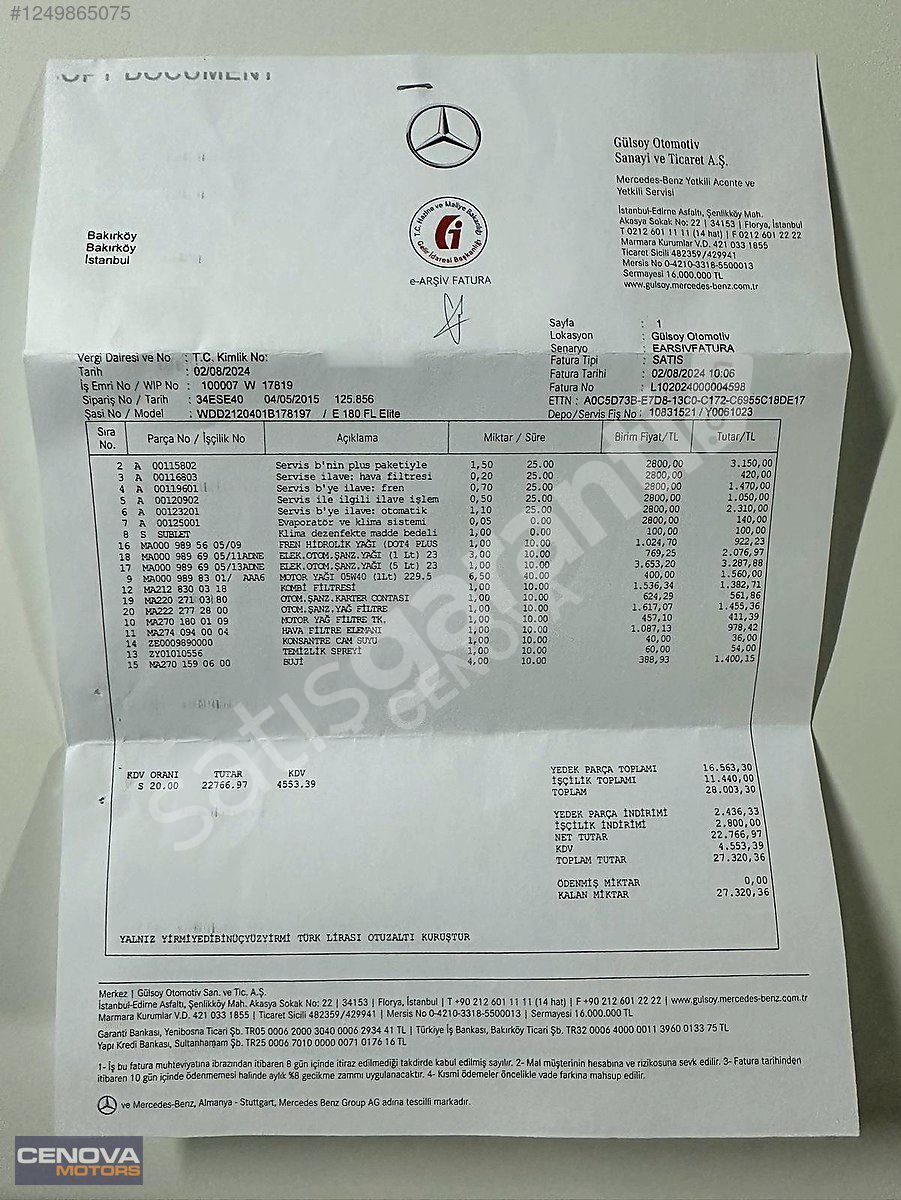 #1249865075
DOCUMENT
Gülsoy Otomotiv
Sanayi ve Ticaret A.Ş.
Mercedes-Benz Yetkili Acente ve
Yetkili Servisi
İstanbul-Edirne Asfaltı, Şenlikköy Mah.
Akasya Sokak No: 22 | 34153 | Florya, İstanbul
T 0212 601 11 11 (14 hat) | F 0212 601 22 22
Marmara Kurumlar V.D. 421 033 1855
Ticaret Sicili 482359/429941
Mersis No 0-4210-3318-5500013
Sermayesi 16.000.000 TL
www.gulsoy.mercedes-benz.com.tr
T.C. Hazine ve Maliye Bakanlığı
Gelir İdaresi Başkanlığı
e-ARŞİV FATURA
Bakırköy
Bakırköy
İstanbul
Sayfa : 1
Lokasyon : Gülsoy Otomotiv
Senaryo : EARSIVFATURA
Fatura Tipi : SATIS
Fatura Tarihi : 02/08/2024 10:06
Fatura No : L102024000004598
ETTN : A0C5D73B-E7D8-13C0-C172-C6955C18DE17
Depo/Servis Fiş No : 10831521 / Y0061023
Vergi Dairesi ve No : T.C. Kimlik No:
Tarih : 02/08/2024
İş Emri No / WIP No : 100007 W 17819
Sipariş No / Tarih : 34ESE40 04/05/2015 125.856
Şasi No / Model : WDD2120401B178197 / E 180 FL Elite
Sıra No. Parça No / İşçilik No Açıklama Miktar / Süre Birim Fiyat/TL Tutar/TL
2 A 00115802 Servis b'nin plus paketiyle 1,50 25.00 2800,00 3.150,00
3 A 00116803 Servise ilave: hava filtresi 0,20 25.00 2800,00 420,00
4 A 00119601 Servis b'ye ilave: fren 0,70 25.00 2800,00 1.470,00
5 A 00120902 Servis ile ilgili ilave işlem 0,50 25.00 2800,00 1.050,00
6 A 00123201 Servis b'ye ilave: otomatik 1,10 25.00 2800,00 2.310,00
7 A 00125001 Evaporatör ve klima sistemi 0,05 0.00 2800,00 140,00
8 S SUBLET Klima dezenfekte madde bedeli 1,00 0.00 100,00 100,00
16 MA000 989 56 05/09 FREN HİDROLİK YAĞI (DOT4 PLUS 1,00 10.00 1.024,70 922,23
18 MA000 989 69 05/11ADNE ELEK.OTOM.ŞANZ.YAĞI (1 Lt) 23 3,00 10.00 769,25 2.076,97
17 MA000 989 69 05/13ADNE ELEK.OTOM.ŞANZ.YAĞI (5 Lt) 23 1,00 10.00 3.653,20 3.287,88
9 MA000 989 83 01/ AAA6 MOTOR YAĞI 05W40 (1Lt) 229.5 6,50 40.00 400,00 1.560,00
12 MA212 830 03 18 KOMBİ FİLTRESİ 1,00 10.00 1.536,34 1.382,71
19 MA220 271 03 80 OTOM.ŞANZ.KARTER CONTASI 1,00 10.00 624,29 561,86
20 MA222 277 28 00 OTOM.ŞANZ.YAĞ FİLTRE 1,00 10.00 1.617,07 1.455,36
10 MA270 180 01 09 MOTOR YAĞ FİLTRE TK. 1,00 10.00 457,10 411,39
11 MA274 094 00 04 HAVA FİLTRE ELEMANI 1,00 10.00 1.087,13 978,42
14 ZE0009890000 KONSANTRE CAM SUYU 1,00 10.00 40,00 36,00
13 ZY01010556 TEMİZLİK SPREYİ 1,00 10.00 60,00 54,00
15 MA270 159 06 00 BUJİ 4,00 10.00 388,93 1.400,15
satışgaranti
CENOVA
KDV ORANI TUTAR KDV
S 20.00 22766.97 4553.39
YEDEK PARÇA TOPLAMI 16.563,30
İŞÇİLİK TOPLAMI 11.440,00
TOPLAM 28.003,30
YEDEK PARÇA İNDİRİMİ 2.436,33
İŞÇİLİK İNDİRİMİ 2.800,00
NET TUTAR 22.766,97
KDV 4.553,39
TOPLAM TUTAR 27.320,36
ÖDENMİŞ MİKTAR 0,00
KALAN MİKTAR 27.320,36
YALNIZ YİRMİYEDİBİNÜÇYÜZYİRMİ TÜRK LİRASI OTUZALTI KURUŞTUR
Merkez | Gülsoy Otomotiv San. ve Tic. A.Ş.
İstanbul-Edirne Asfaltı, Şenlikköy Mah. Akasya Sokak No: 22 | 34153 | Florya, İstanbul | T +90 212 601 11 11 (14 hat) | F +90 212 601 22 22 | www.gulsoy.mercedes-benz.com.tr
Marmara Kurumlar V.D. 421 033 1855 | Ticaret Sicili 482359/429941 | Mersis No 0-4210-3318-5500013 | Sermayesi 16.000.000 TL
Garanti Bankası, Yenibosna Ticari Şb. TR05 0006 2000 3040 0006 2934 41 TL | Türkiye İş Bankası, Bakırköy Ticari Şb. TR32 0006 4000 0011 3960 0133 75 TL
Yapı Kredi Bankası, Sultanhamam Şb. TR25 0006 7010 0000 0071 0176 16 TL
1- İş bu fatura muhteviyatına ibrazından itibaren 8 gün içinde itiraz edilmediği takdirde kabul edilmiş sayılır. 2- Mal müşterinin hesabına ve rizikosuna sevk edilir. 3- Fatura tarihinden
itibaren 10 gün içinde ödenmemesi halinde aylık %8 gecikme zammı uygulanacaktır. 4- Kısmi ödemeler öncelikle vade farkına mahsup edilir.
ve Mercedes-Benz, Almanya - Stuttgart, Mercedes Benz Group AG adına tescilli markadır.
CENOVA
MOTORS